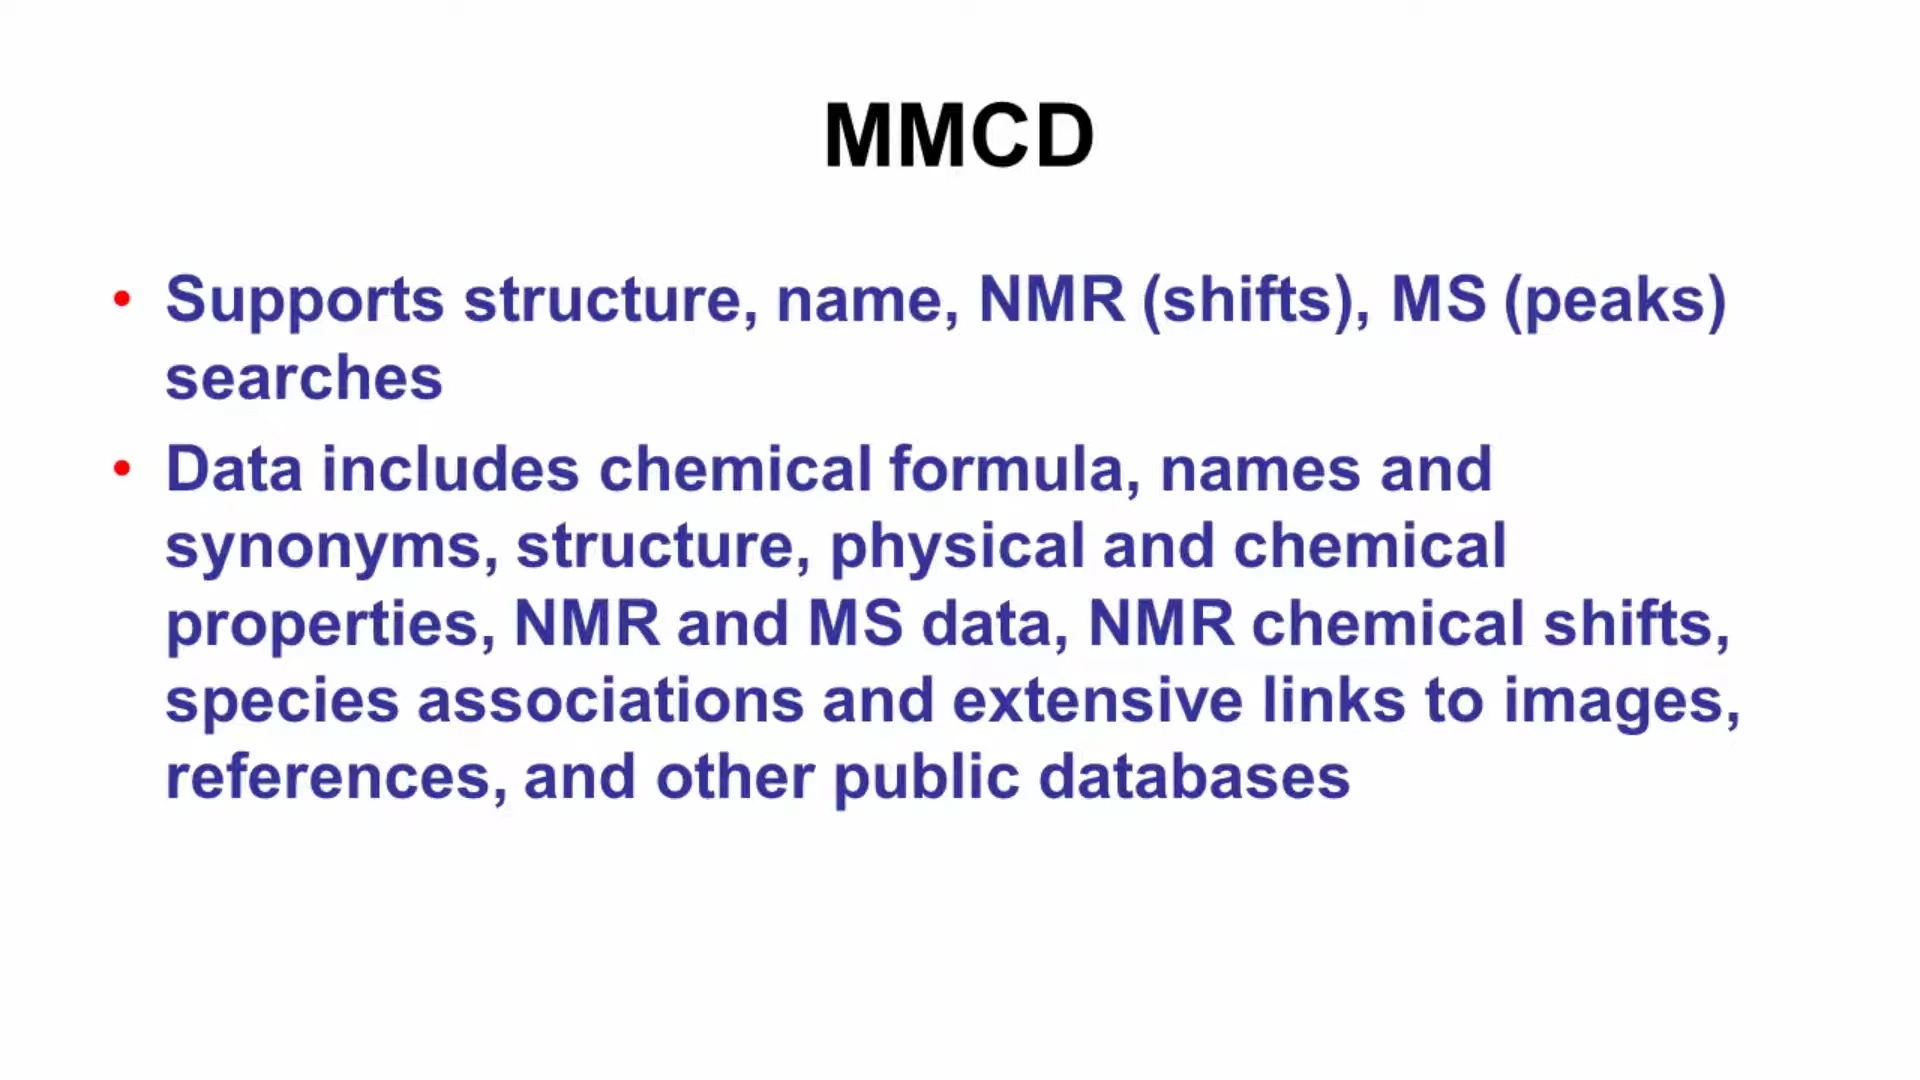 MMCD
• Supports structure, name, NMR (shifts), MS (peaks)
searches
• Data includes chemical formula, names and
synonyms, structure, physical and chemical
properties, NMR and MS data, NMR chemical shifts,
species associations and extensive links to images,
references, and other public databases